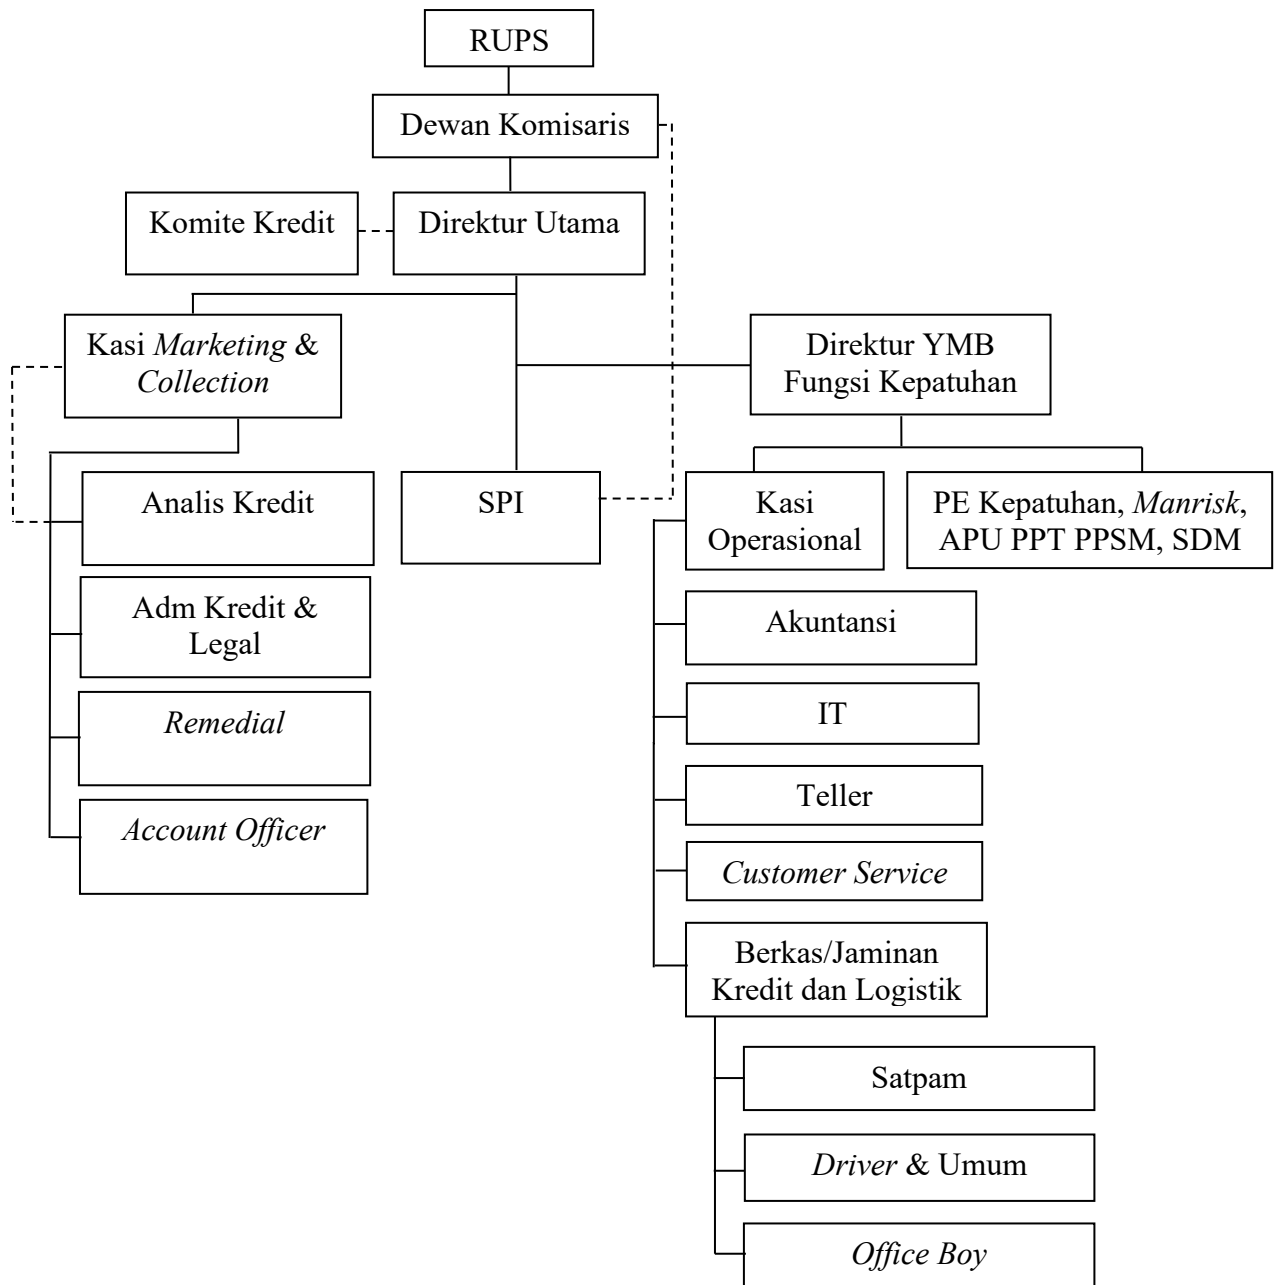 RUPS
Dewan Komisaris
Komite Kredit
Direktur Utama
Kasi Marketing &
Collection
Direktur YMB
Fungsi Kepatuhan
Analis Kredit
SPI
Kasi
Operasional
PE Kepatuhan, Manrisk,
APU PPT PPSM, SDM
Adm Kredit &
Legal
Akuntansi
Remedial
IT
Account Officer
Teller
Customer Service
Berkas/Jaminan
Kredit dan Logistik
Satpam
Driver & Umum
Office Boy